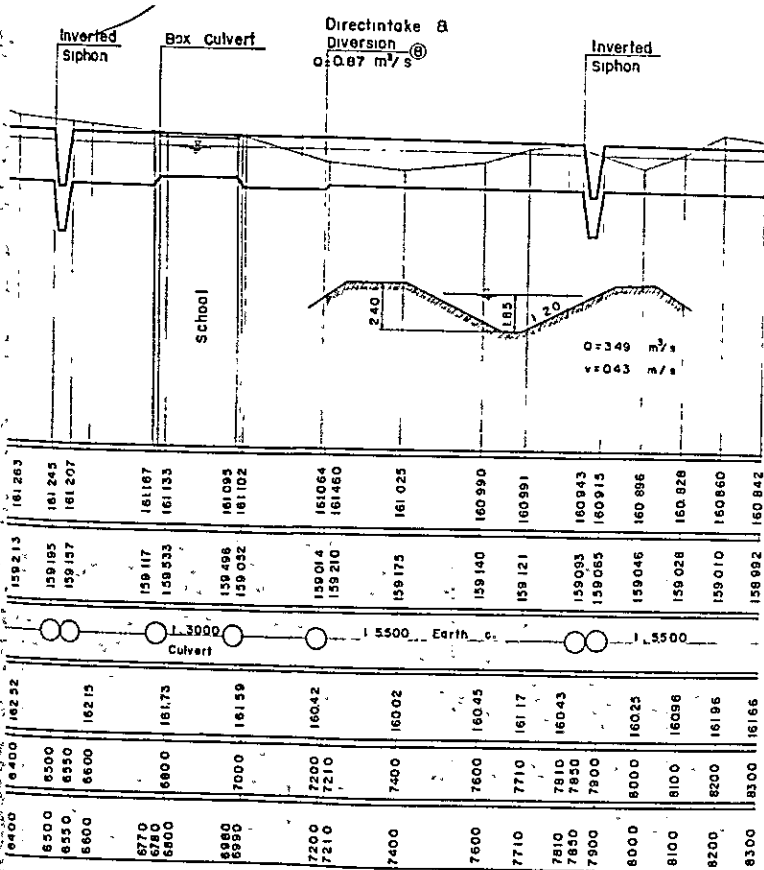 Inverted
Siphon
Box Culvert
Directintake &
Diversion Ⓑ
Q=0.87 m³/s
Inverted
Siphon
School
2.40
1.85
1 20
Q=3.49 m³/s
v=0.43 m/s
161 263 161 245 161 207 161 167 161 133 161 095 161 102 161 064 161 460 161 025 160 990 160 991 160 943 160 915 160 896 160.828 160 860 160 842
159 213 159 195 159 157 159 117 159 533 159 496 159 052 159 014 159 210 159 175 159 140 159 121 159 093 159 065 159 046 159 028 159 010 158 992
1.3000 1 5500 Earth c. 1.5500
Culvert
162 52 162 15 161.73 161 59 160.42 160 02 160.45 161 17 160 43 160.25 160 96 161 96 161 66
6400 6500 6550 6600 6800 7000 7200 7210 7400 7600 7710 7810 7850 7900 8000 8100 8200 8300
6400 6500 6550 6600 6770 6780 6800 6980 6990 7200 7210 7400 7600 7710 7810 7850 7900 8000 8100 8200 8300